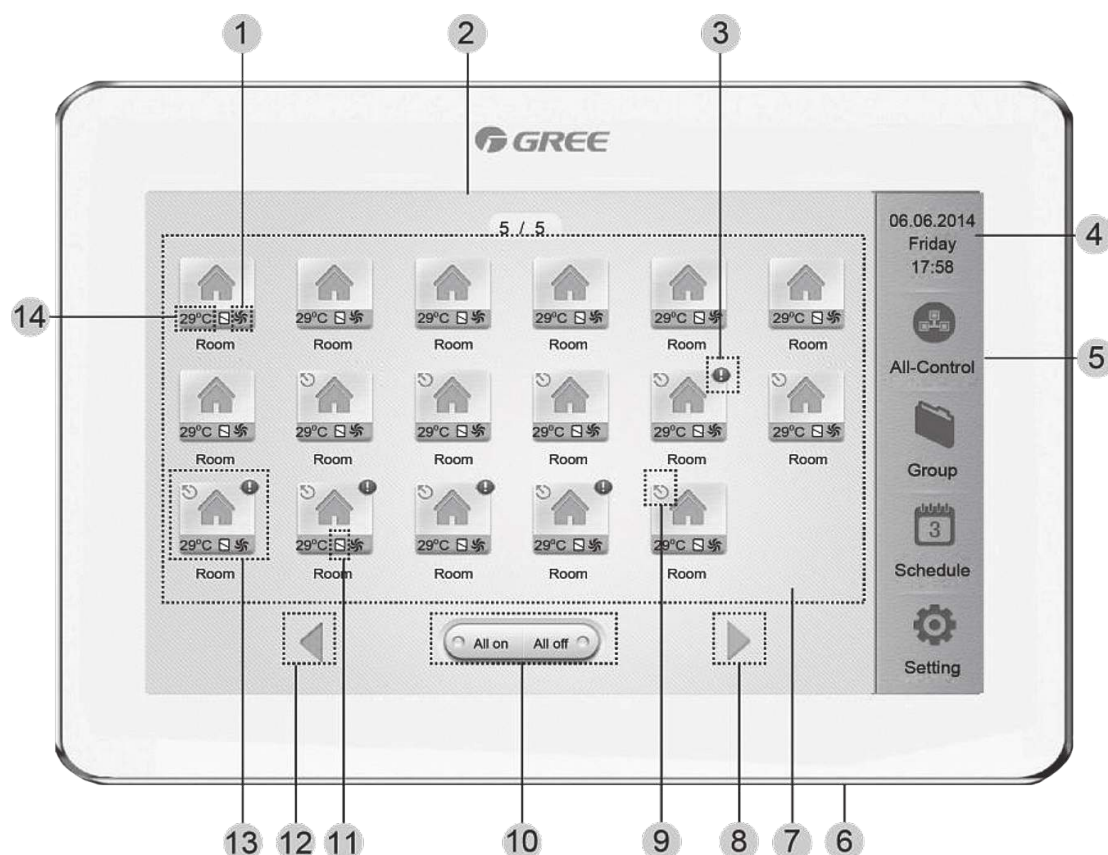 1 2 3
GREE
5 / 5
06.06.2014
Friday
17:58
4
29°C 29°C 29°C 29°C 29°C 29°C
14
Room Room Room Room Room Room
All-Control
5
29°C 29°C 29°C 29°C 29°C 29°C
Room Room Room Room Room Room
Group
29°C 29°C 29°C 29°C 29°C
Room Room Room Room Room
3
Schedule
All on All off
Setting
13 12 11 10 9 8 7 6